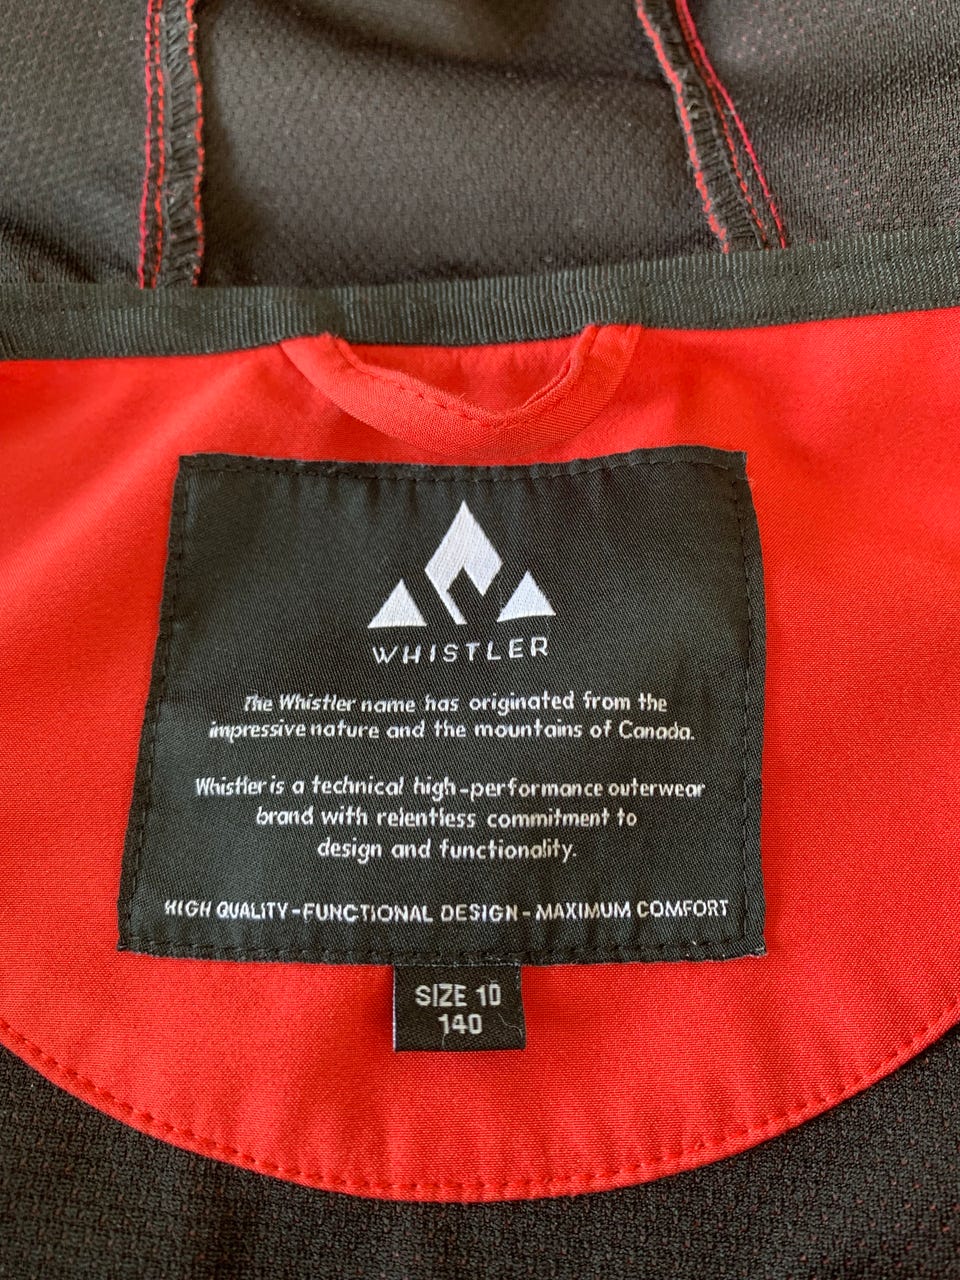 WHISTLER
The Whistler name has originated from the
impressive nature and the mountains of Canada.
Whistler is a technical high-performance outerwear
brand with relentless commitment to
design and functionality.
HIGH QUALITY - FUNCTIONAL DESIGN - MAXIMUM COMFORT
SIZE 10
140